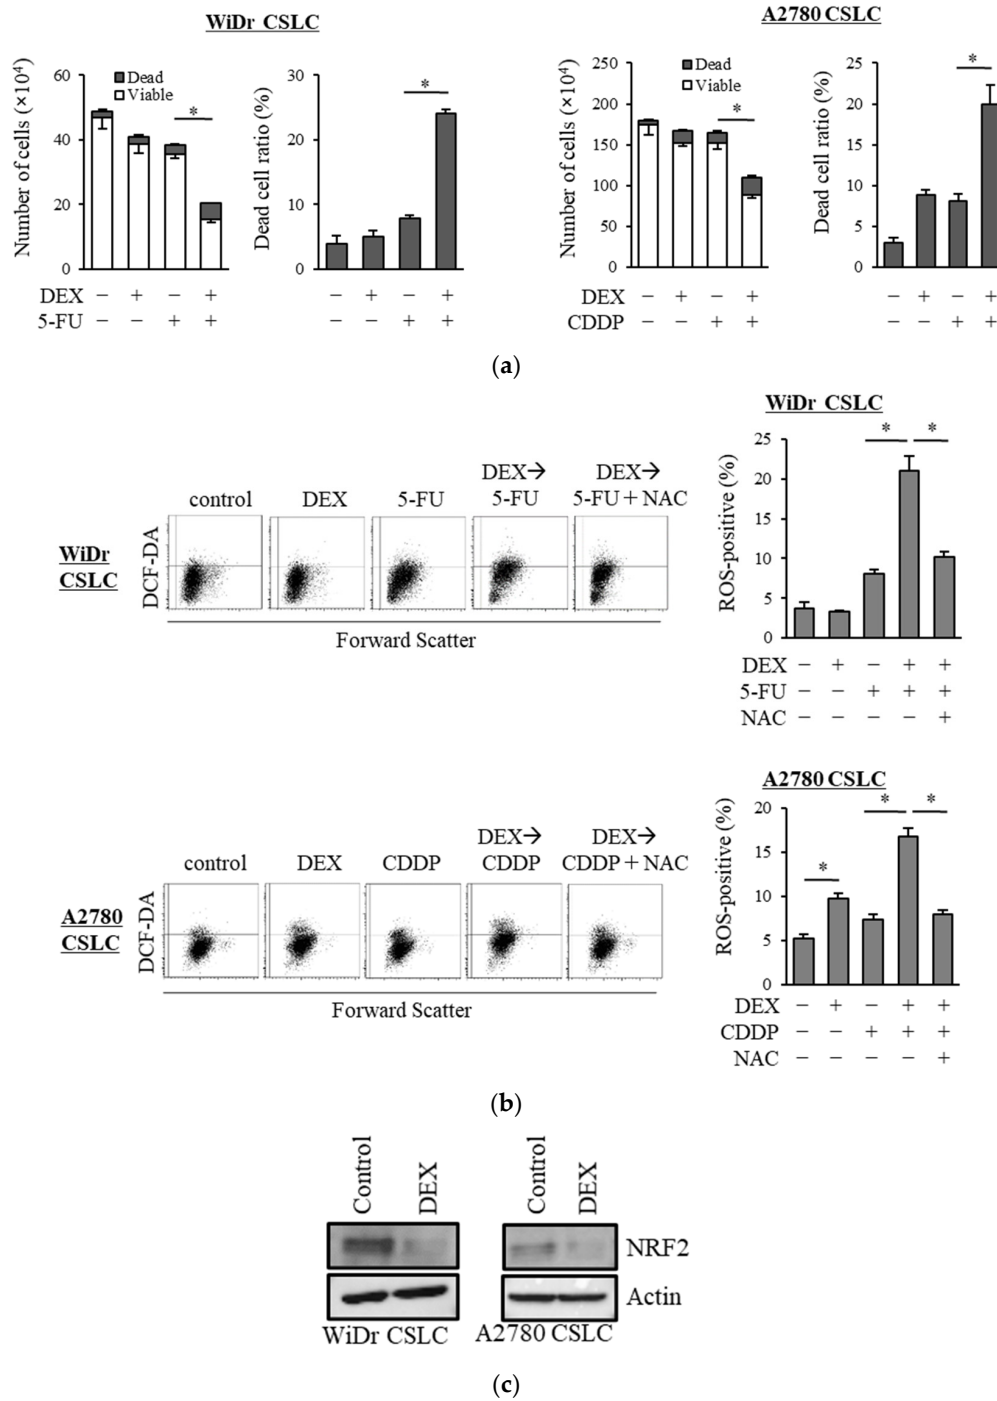 WiDr CSLC
A2780 CSLC
Number of cells (×10⁴)
60
40
20
0
Dead
Viable
*
Dead cell ratio (%)
30
20
10
0
*
Number of cells (×10⁴)
250
200
150
100
50
0
Dead
Viable
*
Dead cell ratio (%)
25
20
15
10
5
0
*
DEX − + − +
5-FU − − + +
− + − +
− − + +
DEX − + − +
CDDP − − + +
− + − +
− − + +
(a)
WiDr CSLC
control
DEX
5-FU
DEX→
5-FU
DEX→
5-FU + NAC
WiDr
CSLC
DCF-DA
Forward Scatter
ROS-positive (%)
25
20
15
10
5
0
* *
DEX − + − + +
5-FU − − + + +
NAC − − − − +
A2780 CSLC
control
DEX
CDDP
DEX→
CDDP
DEX→
CDDP + NAC
A2780
CSLC
DCF-DA
Forward Scatter
ROS-positive (%)
20
15
10
5
0
* * *
DEX − + − + +
CDDP − − + + +
NAC − − − − +
(b)
Control
DEX
Control
DEX
NRF2
Actin
WiDr CSLC
A2780 CSLC
(c)